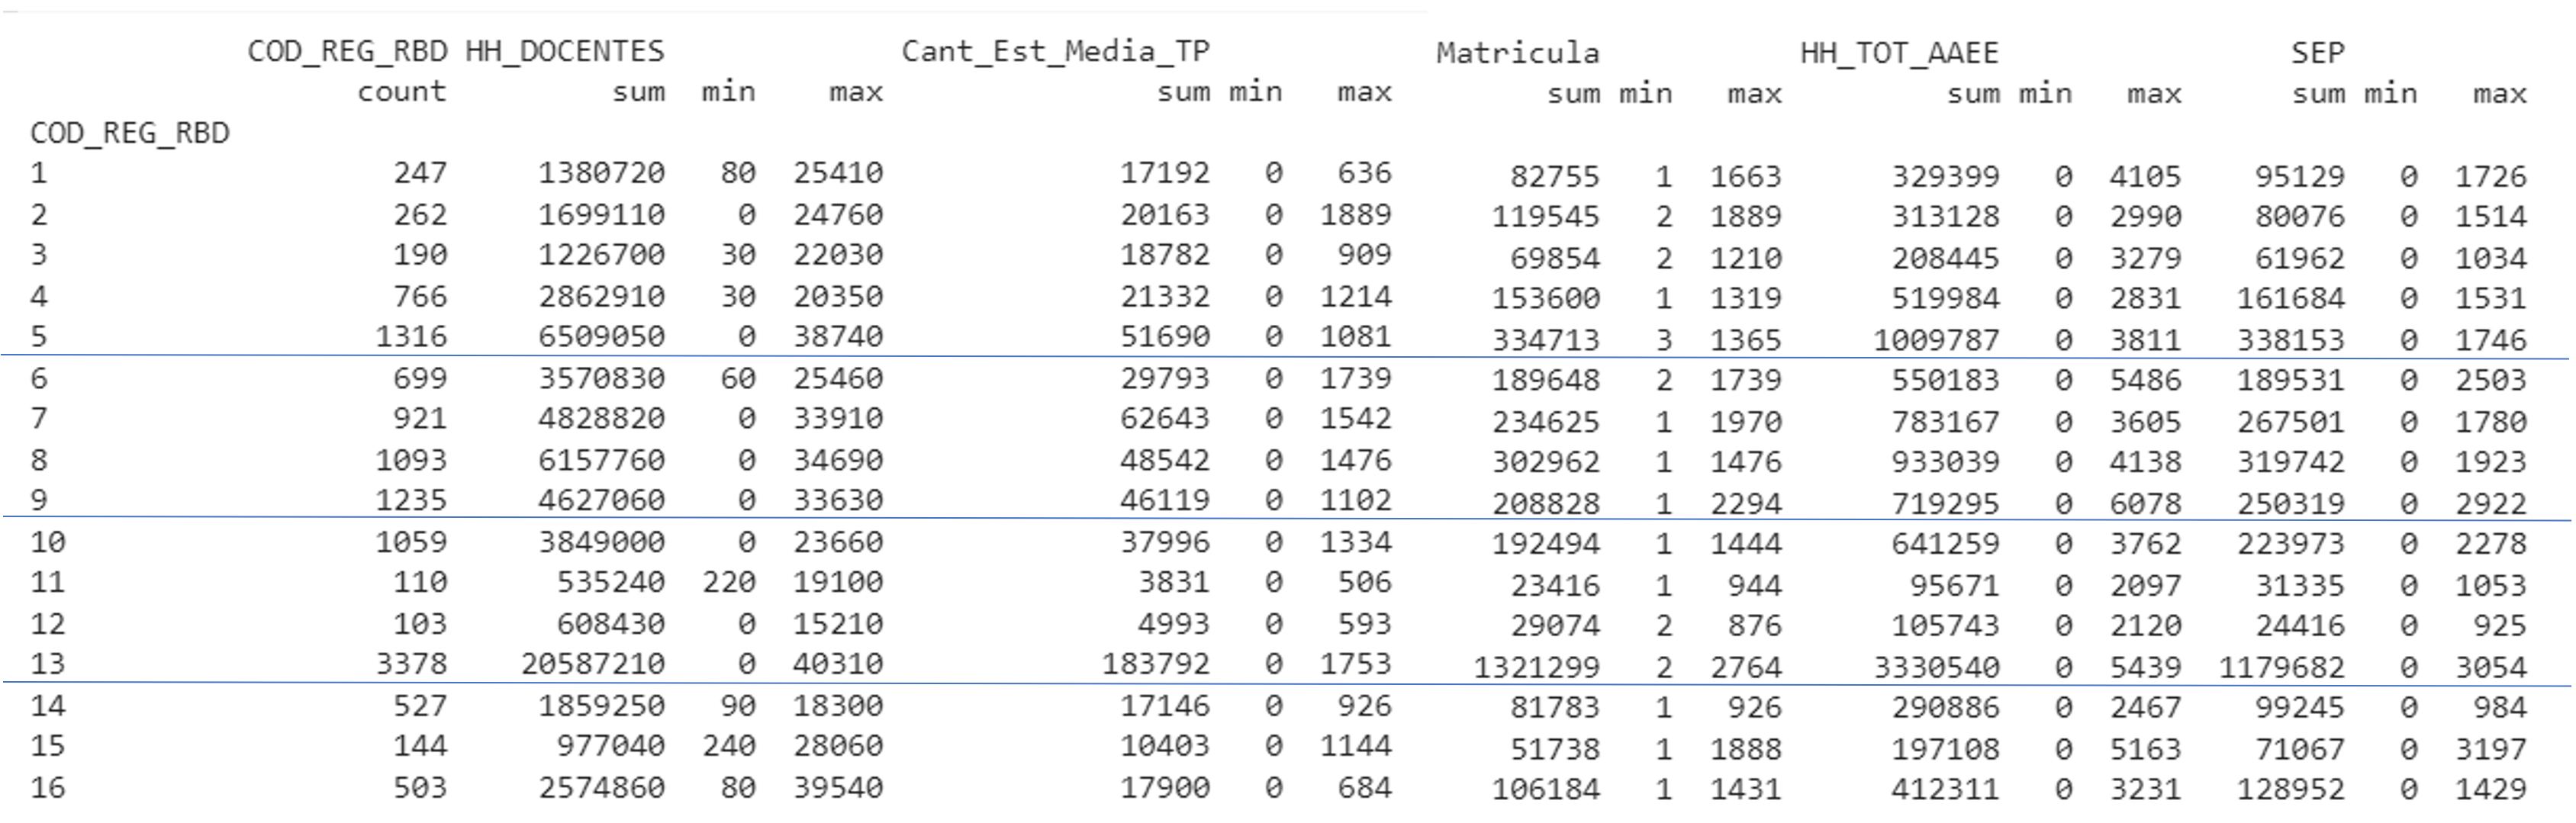 COD_REG_RBD HH_DOCENTES Cant_Est_Media_TP Matricula HH_TOT_AAEE SEP
count sum min max sum min max sum min max sum min max sum min max
COD_REG_RBD
1 247 1380720 80 25410 17192 0 636 82755 1 1663 329399 0 4105 95129 0 1726
2 262 1699110 0 24760 20163 0 1889 119545 2 1889 313128 0 2990 80076 0 1514
3 190 1226700 30 22030 18782 0 909 69854 2 1210 208445 0 3279 61962 0 1034
4 766 2862910 30 20350 21332 0 1214 153600 1 1319 519984 0 2831 161684 0 1531
5 1316 6509050 0 38740 51690 0 1081 334713 3 1365 1009787 0 3811 338153 0 1746
6 699 3570830 60 25460 29793 0 1739 189648 2 1739 550183 0 5486 189531 0 2503
7 921 4828820 0 33910 62643 0 1542 234625 1 1970 783167 0 3605 267501 0 1780
8 1093 6157760 0 34690 48542 0 1476 302962 1 1476 933039 0 4138 319742 0 1923
9 1235 4627060 0 33630 46119 0 1102 208828 1 2294 719295 0 6078 250319 0 2922
10 1059 3849000 0 23660 37996 0 1334 192494 1 1444 641259 0 3762 223973 0 2278
11 110 535240 220 19100 3831 0 506 23416 1 944 95671 0 2097 31335 0 1053
12 103 608430 0 15210 4993 0 593 29074 2 876 105743 0 2120 24416 0 925
13 3378 20587210 0 40310 183792 0 1753 1321299 2 2764 3330540 0 5439 1179682 0 3054
14 527 1859250 90 18300 17146 0 926 81783 1 926 290886 0 2467 99245 0 984
15 144 977040 240 28060 10403 0 1144 51738 1 1888 197108 0 5163 71067 0 3197
16 503 2574860 80 39540 17900 0 684 106184 1 1431 412311 0 3231 128952 0 1429